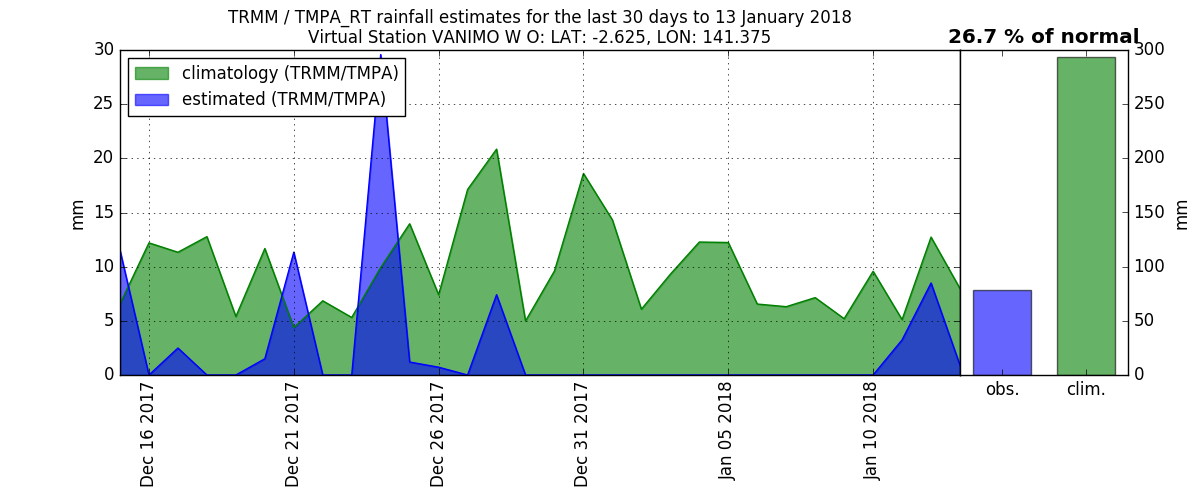 TRMM / TMPA_RT rainfall estimates for the last 30 days to 13 January 2018
Virtual Station VANIMO W O: LAT: -2.625, LON: 141.375
26.7 % of normal
climatology (TRMM/TMPA)
estimated (TRMM/TMPA)
30
25
20
15
10
5
0
mm
Dec 16 2017
Dec 21 2017
Dec 26 2017
Dec 31 2017
Jan 05 2018
Jan 10 2018
obs.
clim.
300
250
200
150
100
50
0
mm